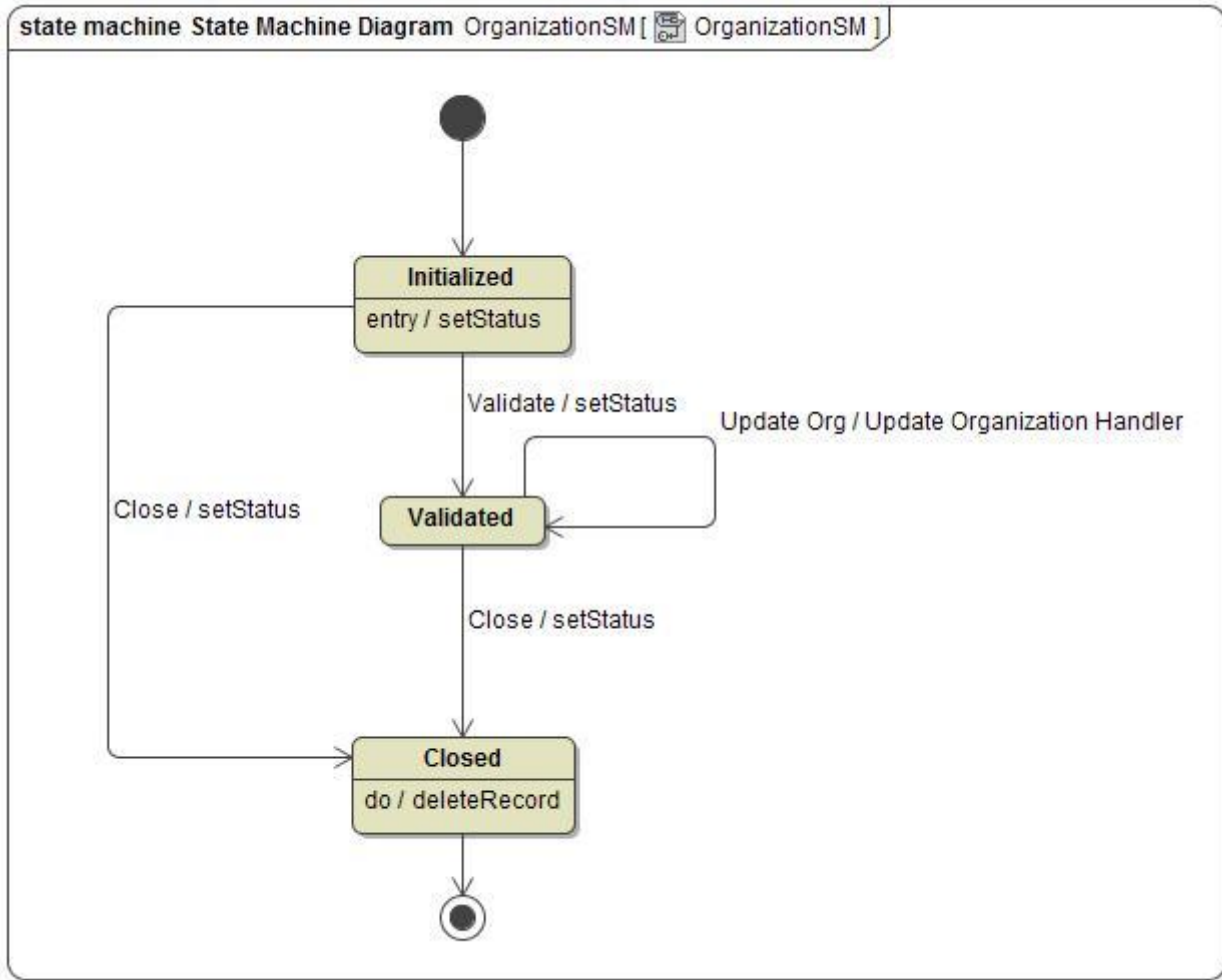 state machine State Machine Diagram OrganizationSM[ OrganizationSM ]
Initialized
entry / setStatus
Validate / setStatus
Update Org / Update Organization Handler
Close / setStatus
Validated
Close / setStatus
Closed
do / deleteRecord